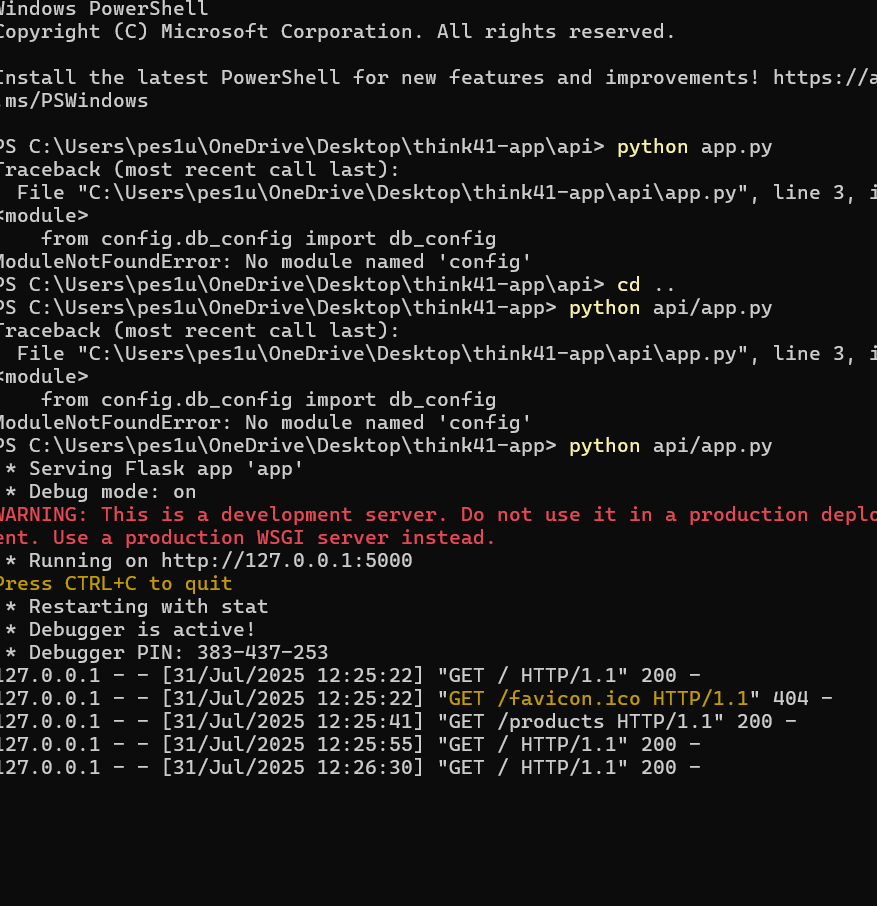 Windows PowerShell
Copyright (C) Microsoft Corporation. All rights reserved.
Install the latest PowerShell for new features and improvements! https://a
.ms/PSWindows
PS C:\Users\pes1u\OneDrive\Desktop\think41-app\api> python app.py
Traceback (most recent call last):
  File "C:\Users\pes1u\OneDrive\Desktop\think41-app\api\app.py", line 3, i
<module>
    from config.db_config import db_config
ModuleNotFoundError: No module named 'config'
PS C:\Users\pes1u\OneDrive\Desktop\think41-app\api> cd ..
PS C:\Users\pes1u\OneDrive\Desktop\think41-app> python api/app.py
Traceback (most recent call last):
  File "C:\Users\pes1u\OneDrive\Desktop\think41-app\api\app.py", line 3, i
<module>
    from config.db_config import db_config
ModuleNotFoundError: No module named 'config'
PS C:\Users\pes1u\OneDrive\Desktop\think41-app> python api/app.py
 * Serving Flask app 'app'
 * Debug mode: on
WARNING: This is a development server. Do not use it in a production deplo
ent. Use a production WSGI server instead.
 * Running on http://127.0.0.1:5000
Press CTRL+C to quit
 * Restarting with stat
 * Debugger is active!
 * Debugger PIN: 383-437-253
127.0.0.1 - - [31/Jul/2025 12:25:22] "GET / HTTP/1.1" 200 -
127.0.0.1 - - [31/Jul/2025 12:25:22] "GET /favicon.ico HTTP/1.1" 404 -
127.0.0.1 - - [31/Jul/2025 12:25:41] "GET /products HTTP/1.1" 200 -
127.0.0.1 - - [31/Jul/2025 12:25:55] "GET / HTTP/1.1" 200 -
127.0.0.1 - - [31/Jul/2025 12:26:30] "GET / HTTP/1.1" 200 -